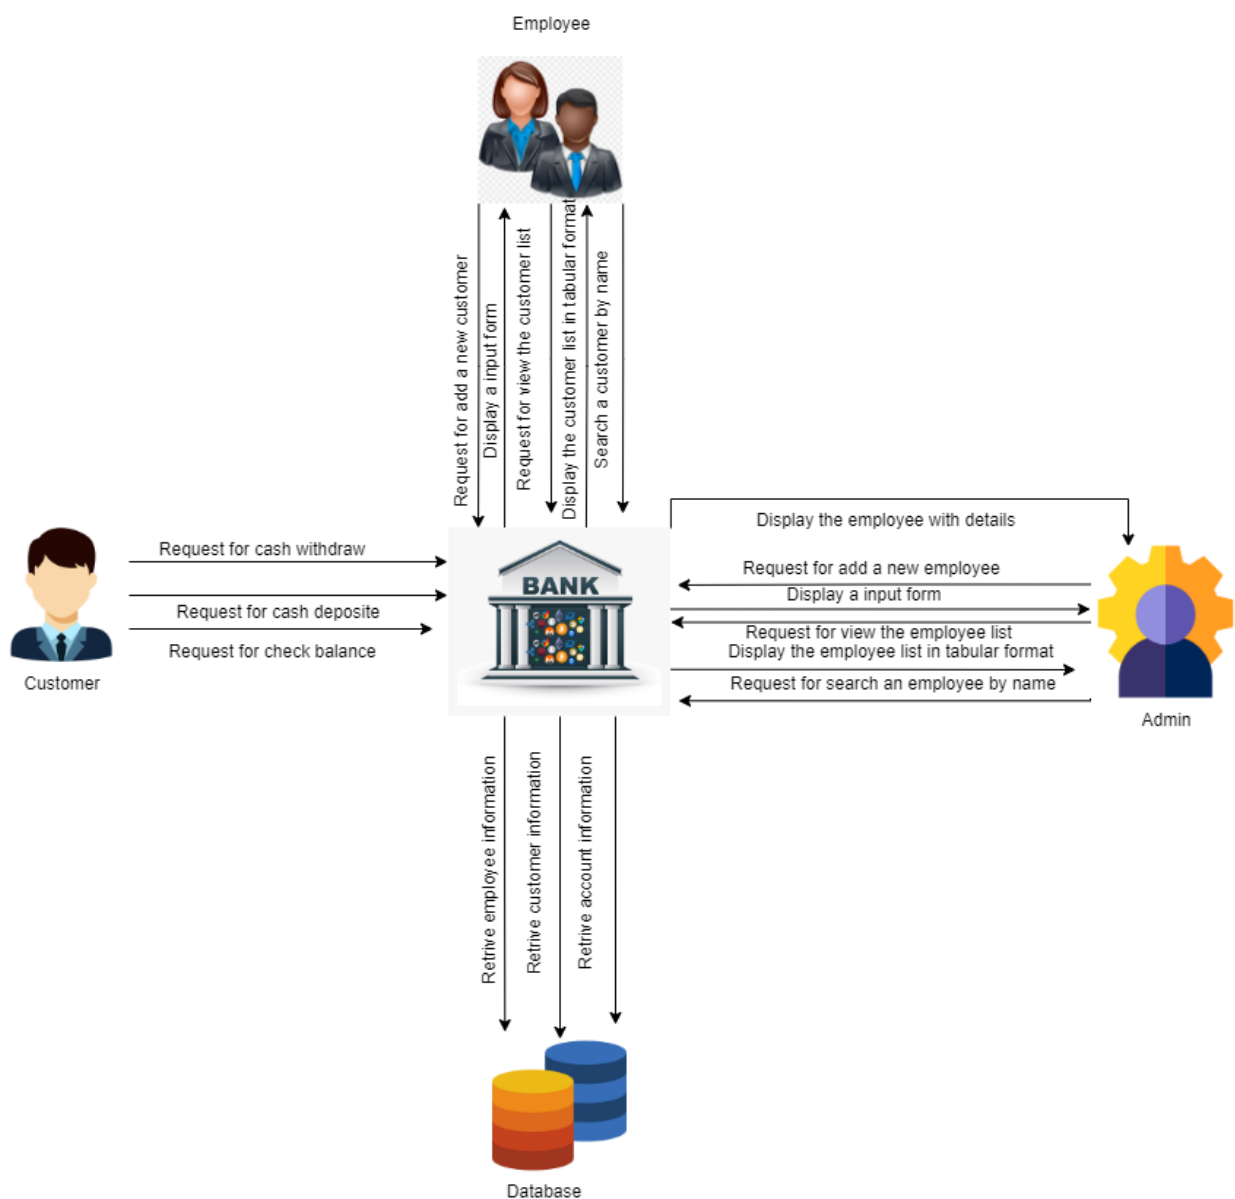 Employee
Request for add a new customer
Display a input form
Request for view the customer list
Display the customer list in tabular format
Search a customer by name
Display the employee with details
Request for cash withdraw
Request for cash deposite
Request for check balance
Customer
BANK
Request for add a new employee
Display a input form
Request for view the employee list
Display the employee list in tabular format
Request for search an employee by name
Admin
Retrive employee information
Retrive customer information
Retrive account information
Database